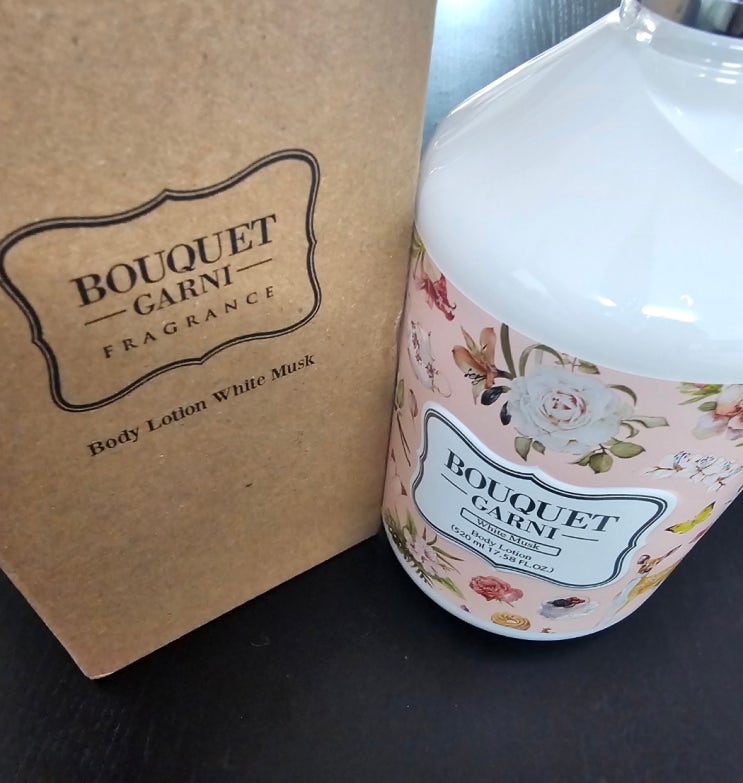 BOUQUET
GARNI
FRAGRANCE
Body Lotion White Musk
BOUQUET
GARNI
White Musk
Body Lotion
(520 ml 17.58 FL.OZ.)